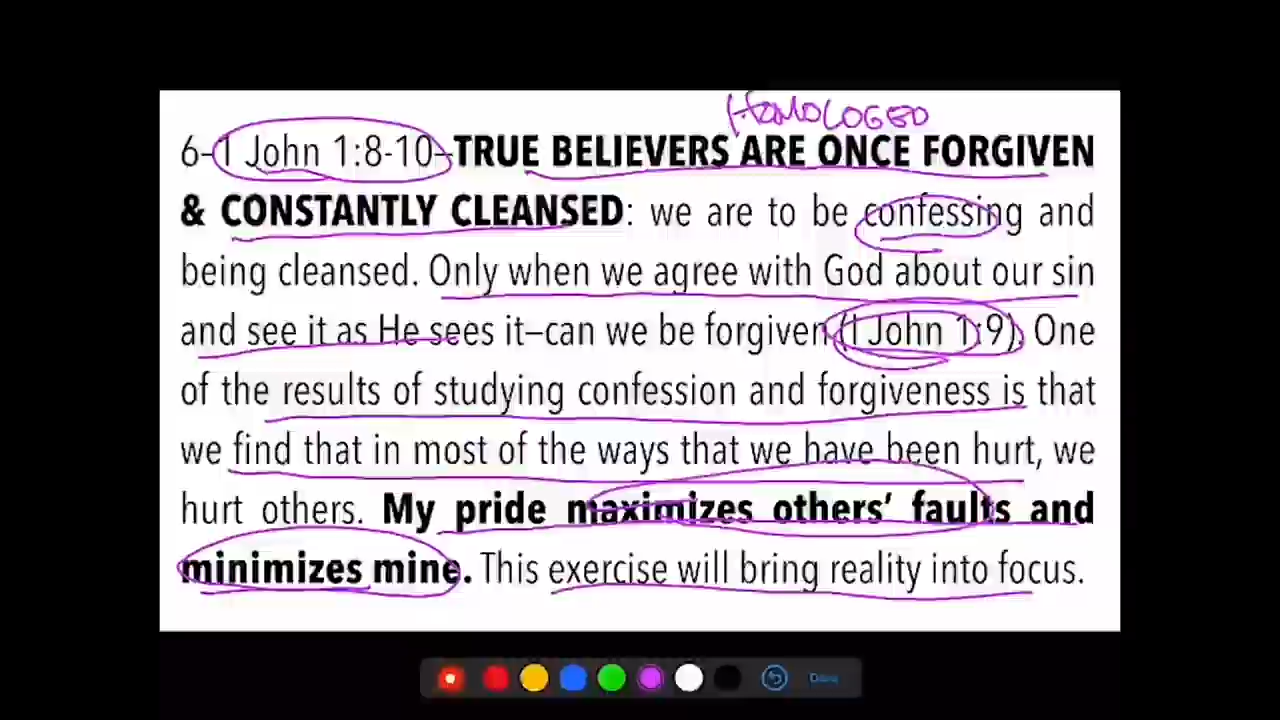 HOMOLOGEO
6-1 John 1:8-10–TRUE BELIEVERS ARE ONCE FORGIVEN
& CONSTANTLY CLEANSED: we are to be confessing and
being cleansed. Only when we agree with God about our sin
and see it as He sees it–can we be forgiven (I John 1:9). One
of the results of studying confession and forgiveness is that
we find that in most of the ways that we have been hurt, we
hurt others. My pride maximizes others’ faults and
minimizes mine. This exercise will bring reality into focus.
Done